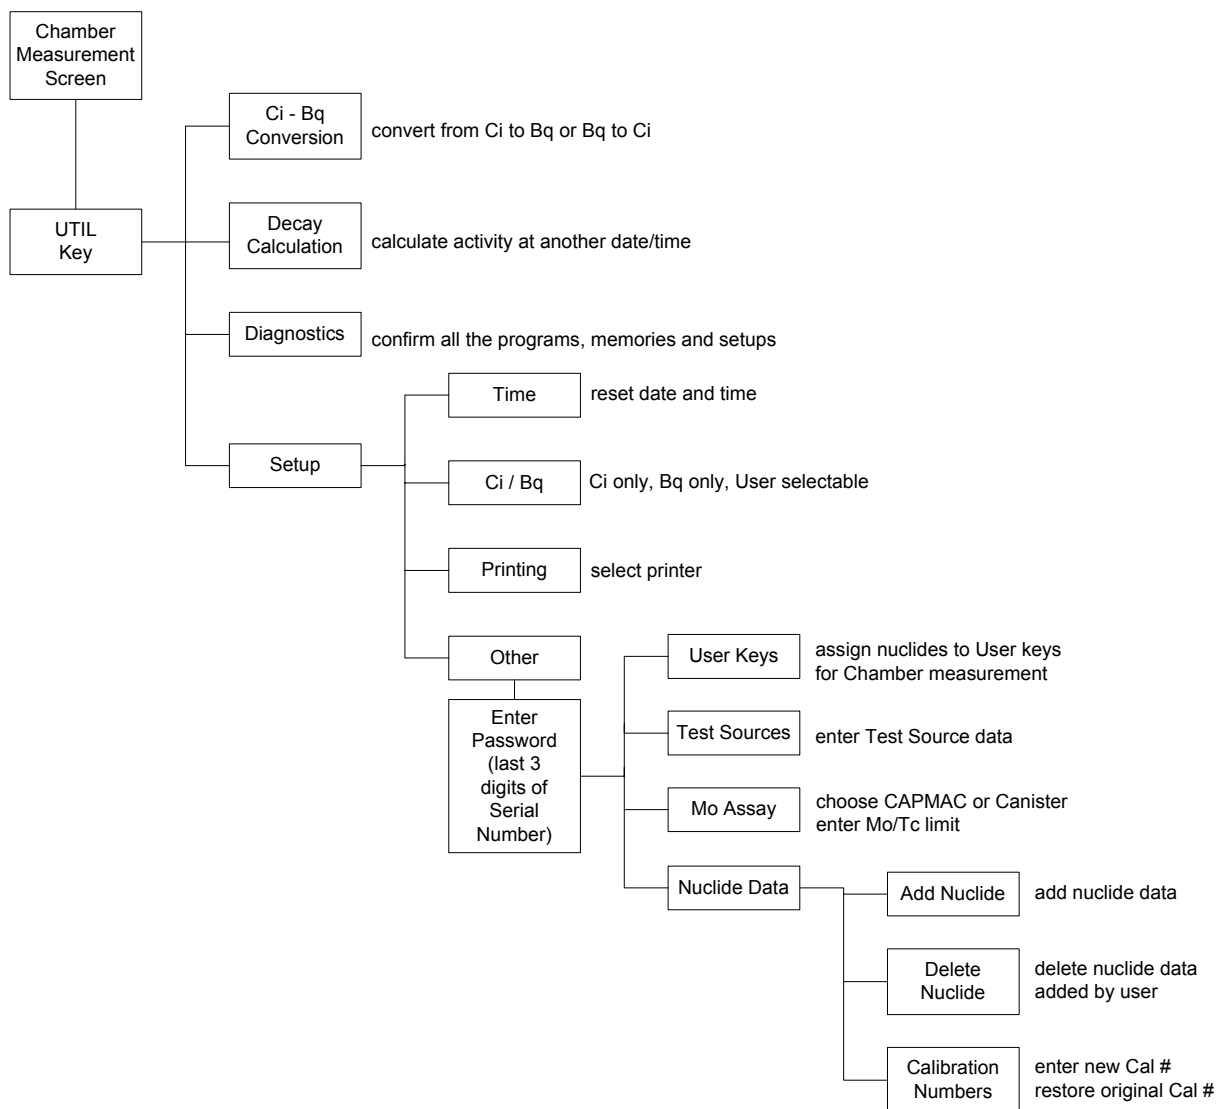 Chamber
Measurement
Screen
UTIL
Key
Ci - Bq
Conversion
convert from Ci to Bq or Bq to Ci
Decay
Calculation
calculate activity at another date/time
Diagnostics
confirm all the programs, memories and setups
Setup
Time
reset date and time
Ci / Bq
Ci only, Bq only, User selectable
Printing
select printer
Other
Enter
Password
(last 3
digits of
Serial
Number)
User Keys
assign nuclides to User keys
for Chamber measurement
Test Sources
enter Test Source data
Mo Assay
choose CAPMAC or Canister
enter Mo/Tc limit
Nuclide Data
Add Nuclide
add nuclide data
Delete
Nuclide
delete nuclide data
added by user
Calibration
Numbers
enter new Cal #
restore original Cal #